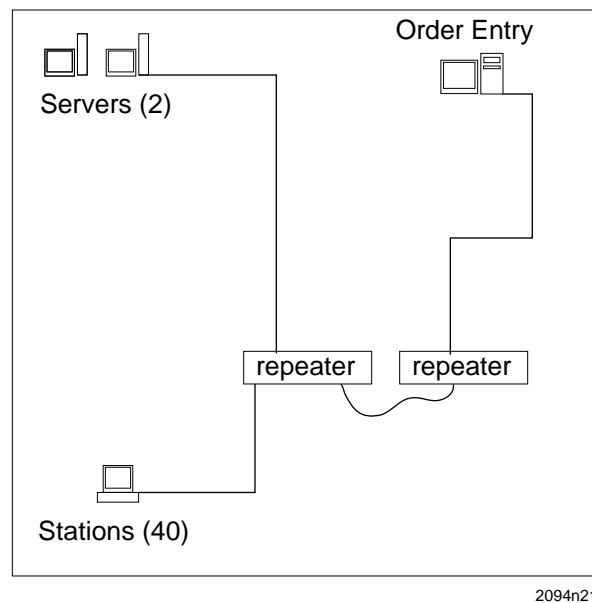 Order Entry
Servers (2)
repeater
repeater
Stations (40)